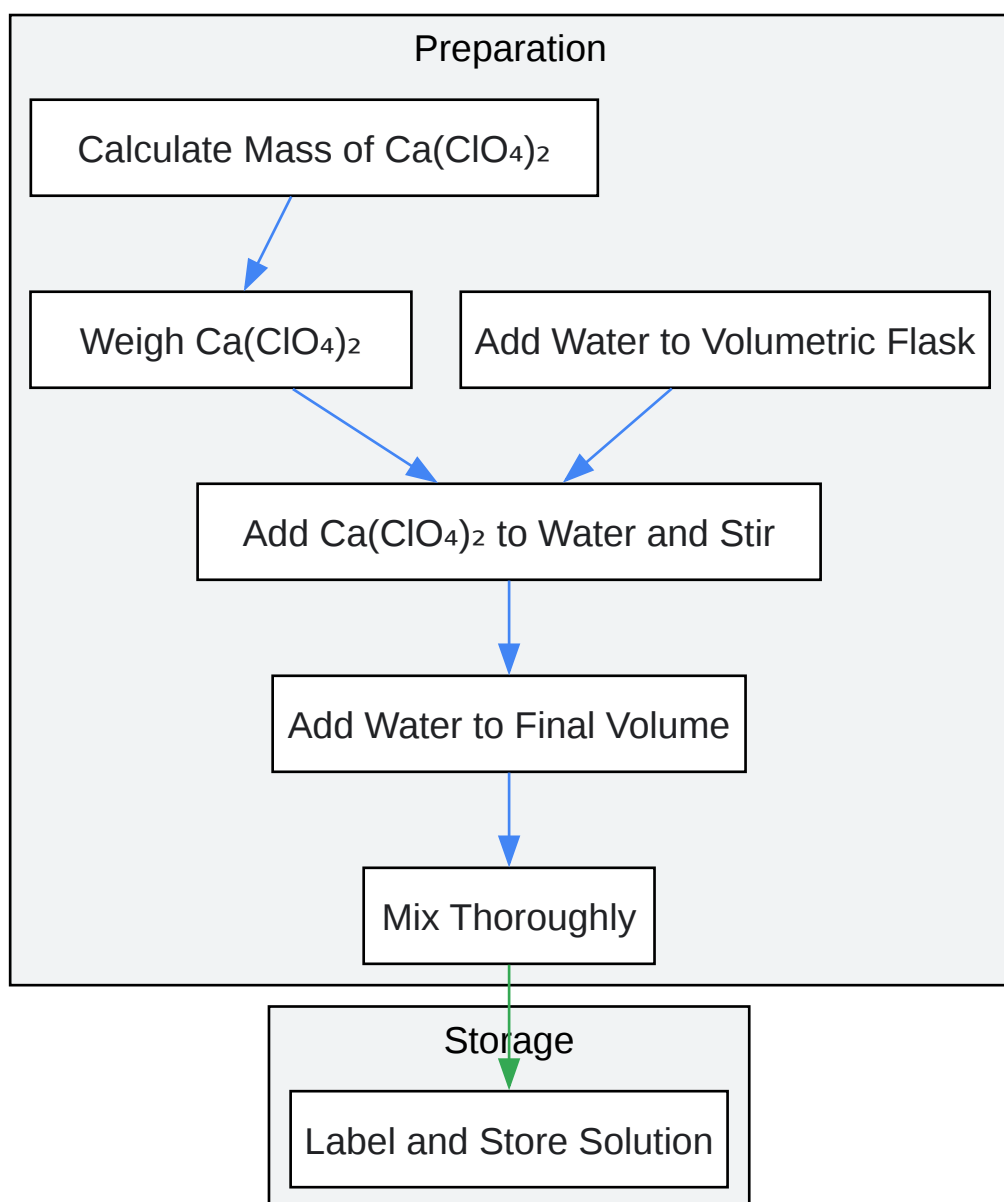 Preparation
Calculate Mass of Ca(ClO₄)₂
Weigh Ca(ClO₄)₂
Add Water to Volumetric Flask
Add Ca(ClO₄)₂ to Water and Stir
Add Water to Final Volume
Mix Thoroughly
Storage
Label and Store Solution